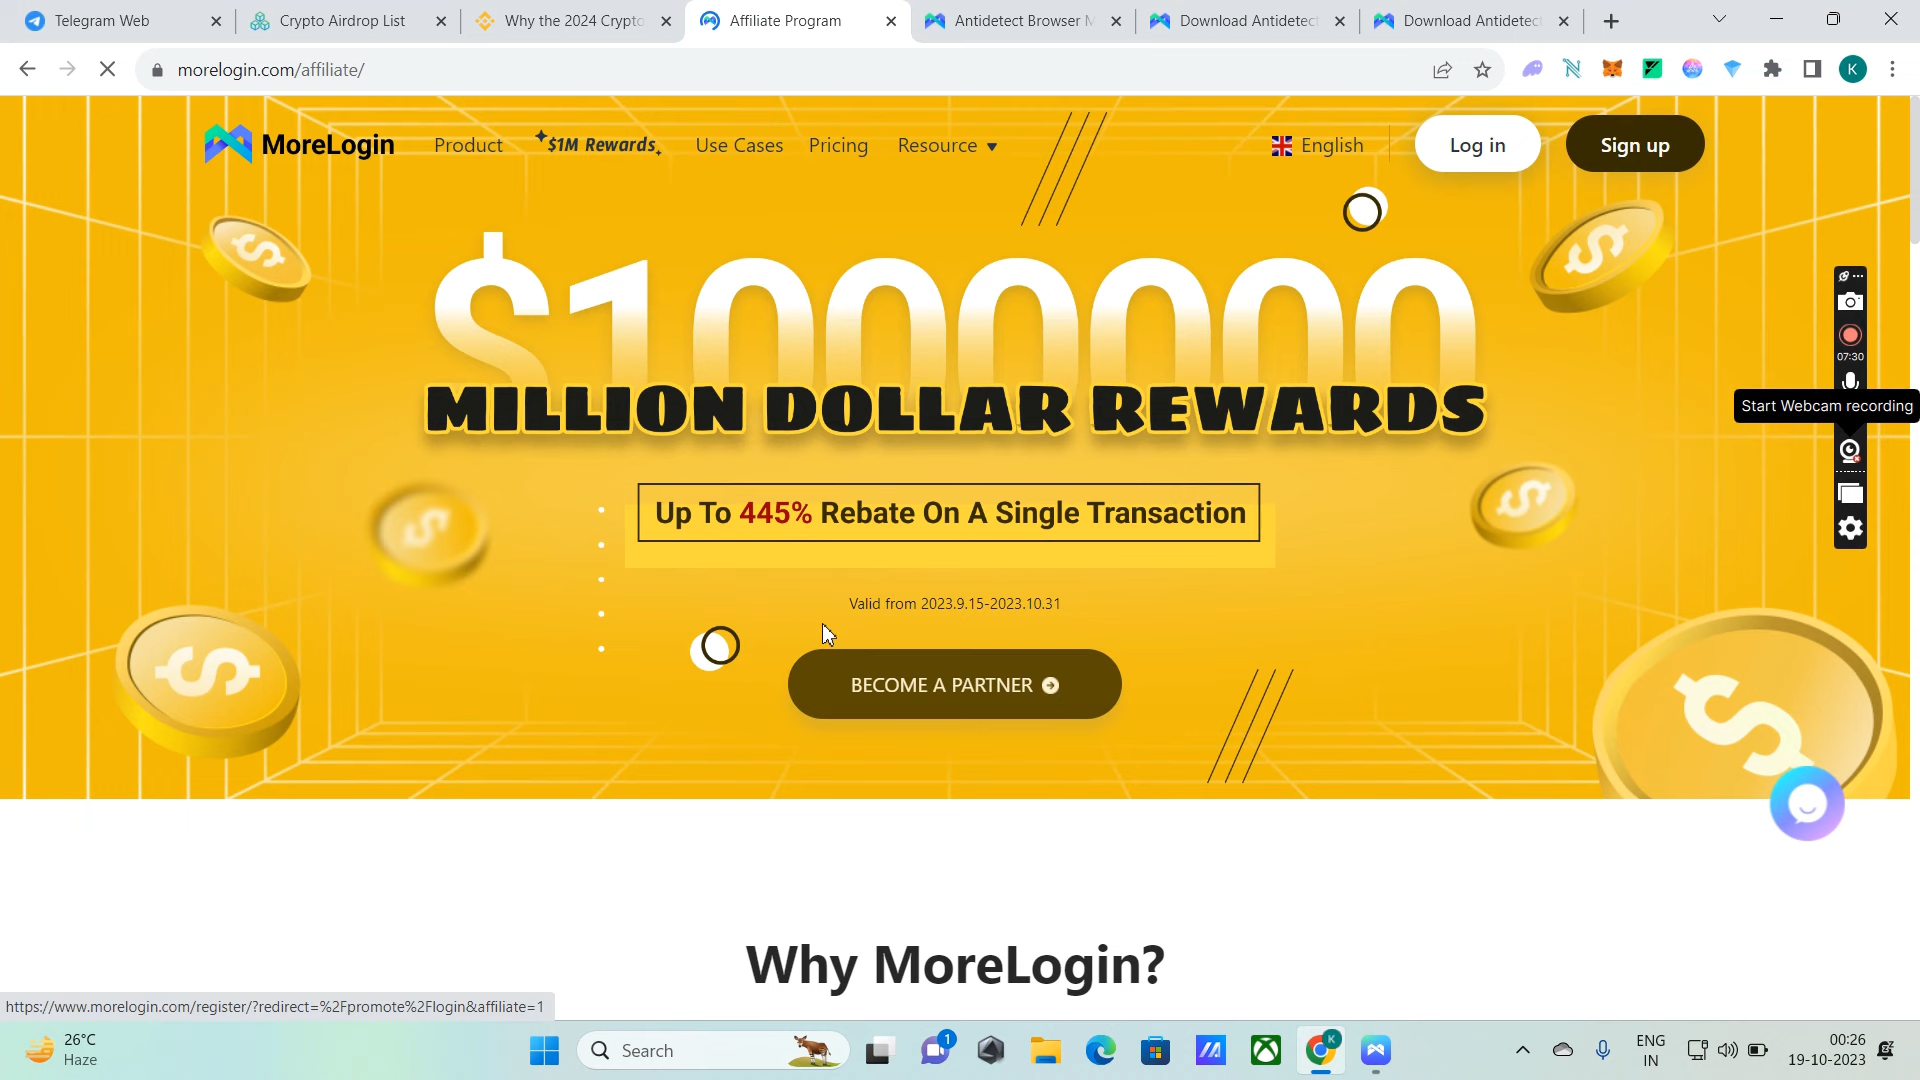 Telegram Web
Crypto Airdrop List
Why the 2024 Crypto
Affiliate Program
Antidetect Browser M
Download Antidetect
Download Antidetect
morelogin.com/affiliate/
K
MoreLogin
Product
$1M Rewards
Use Cases
Pricing
Resource
English
Log in
Sign up
$1000000
MILLION DOLLAR REWARDS
Up To 445% Rebate On A Single Transaction
Valid from 2023.9.15-2023.10.31
BECOME A PARTNER
07:30
Start Webcam recording
Why MoreLogin?
https://www.morelogin.com/register/?redirect=%2Fpromote%2Flogin&affiliate=1
26°C
Haze
Search
1
K
ENG
IN
00:26
19-10-2023